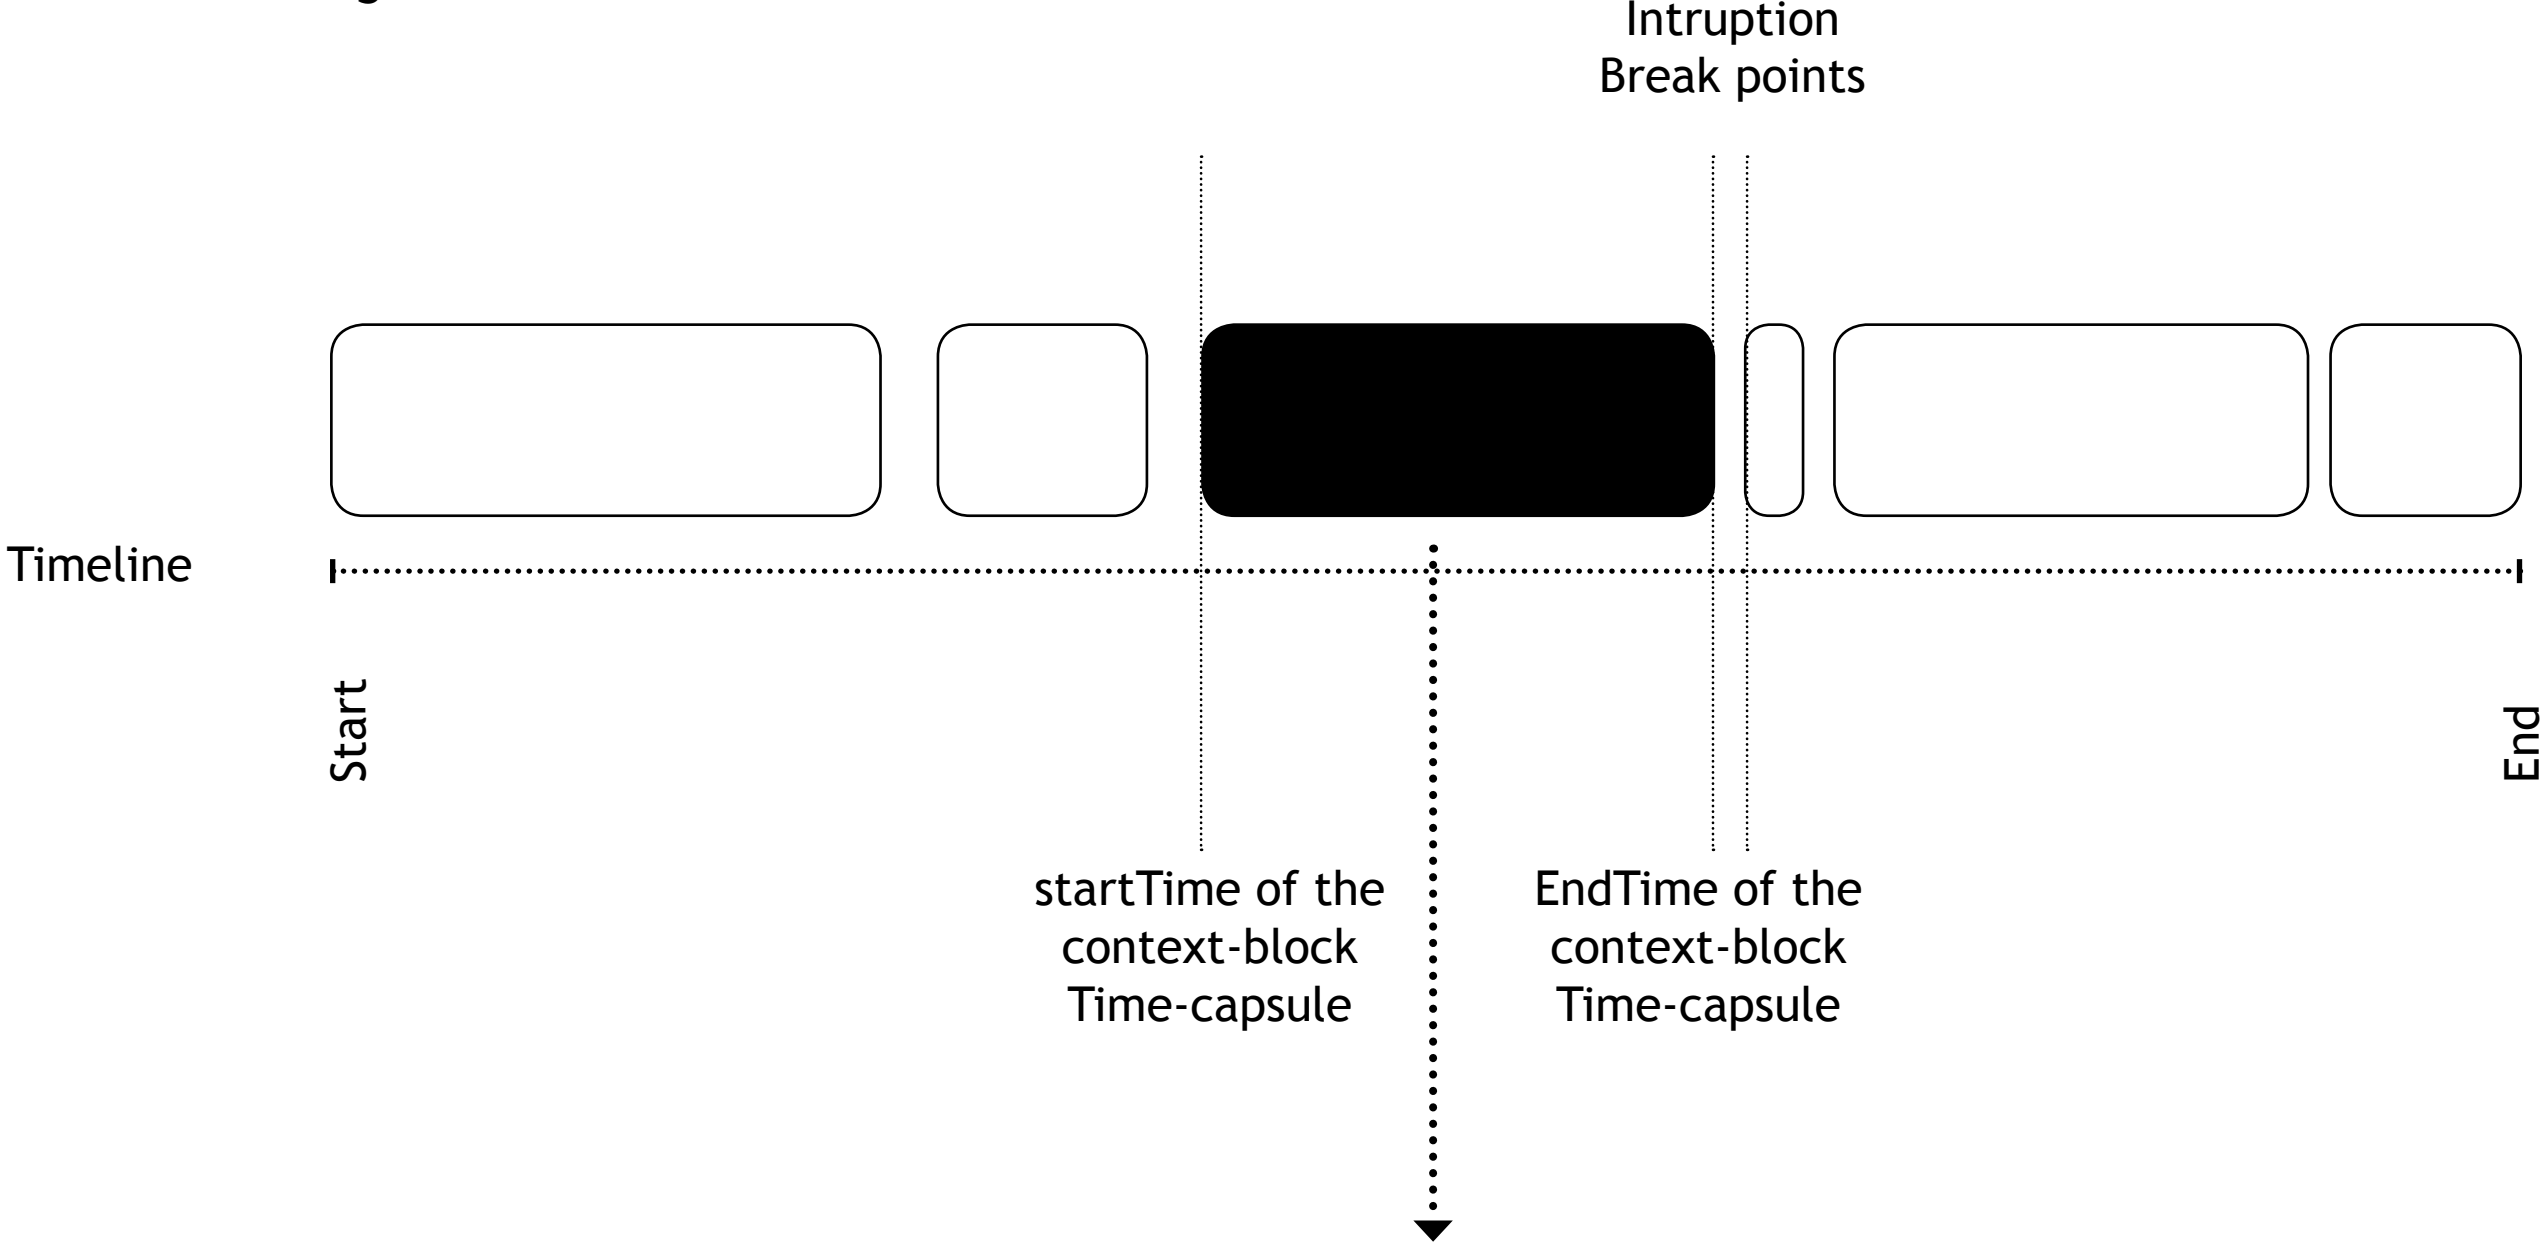 Intruption
Break points
Timeline
Start
End
startTime of the
context-block
Time-capsule
EndTime of the
context-block
Time-capsule